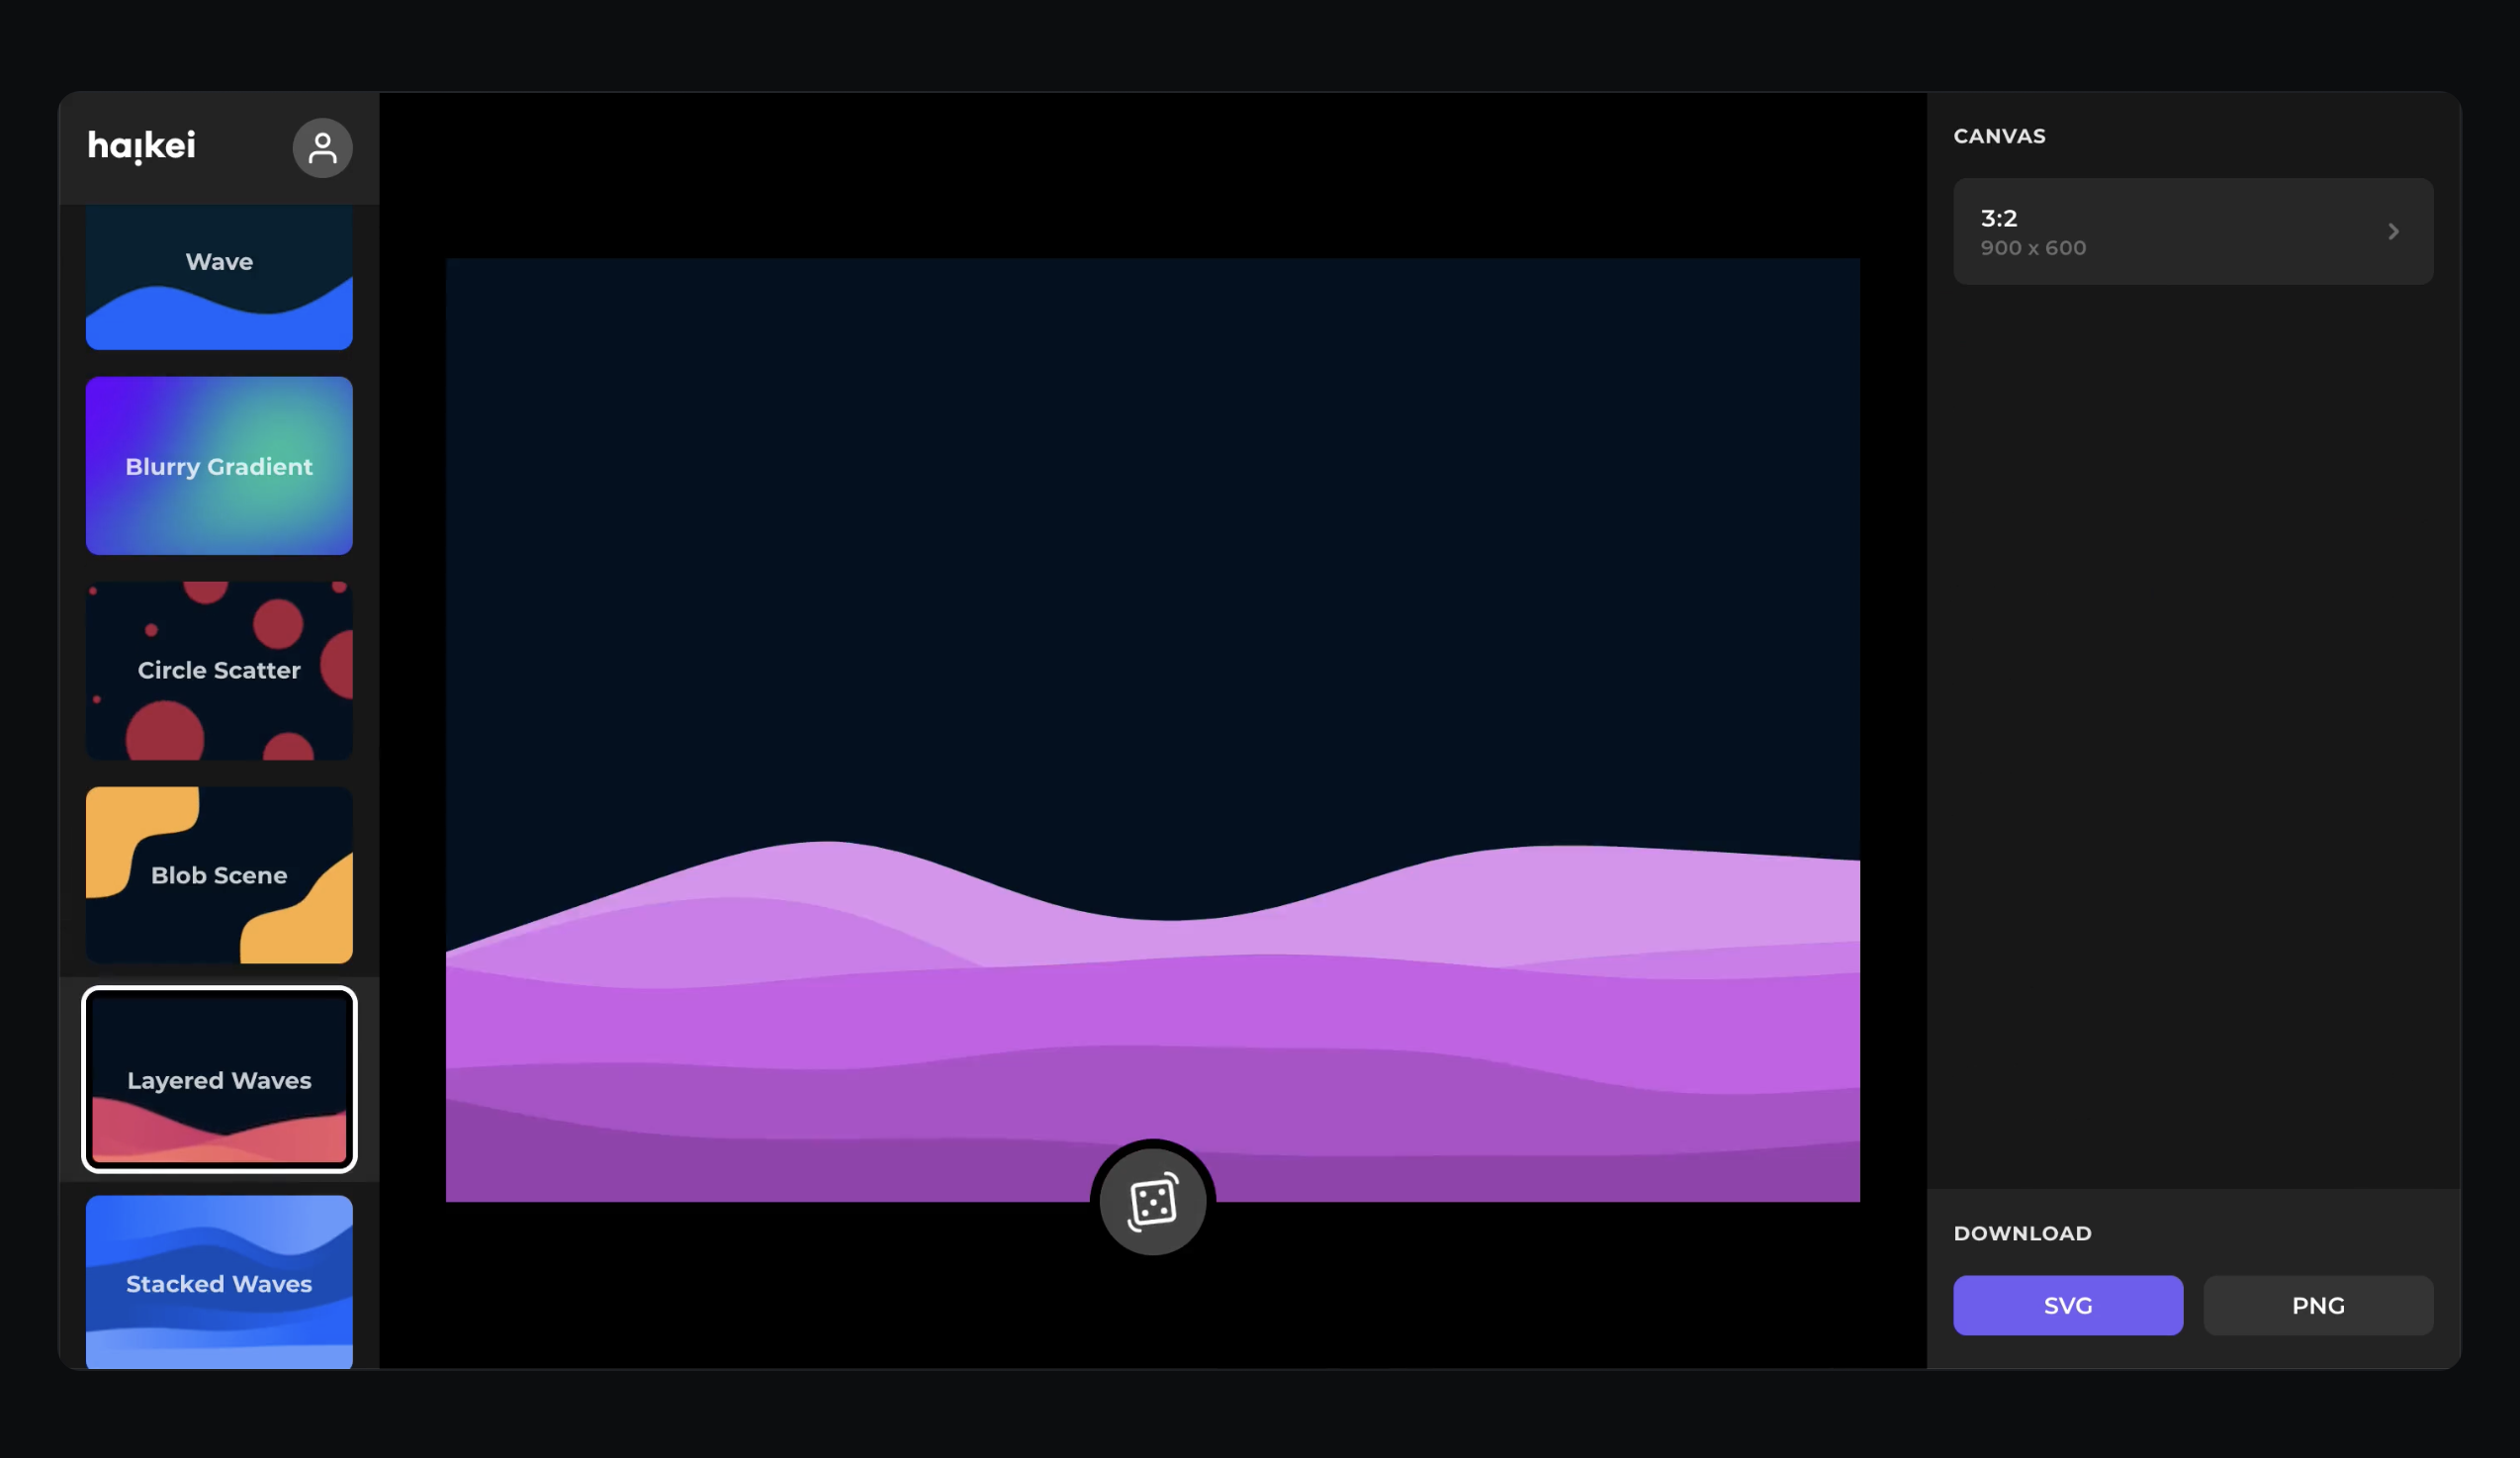 haikei
Wave
Blurry Gradient
Circle Scatter
Blob Scene
Layered Waves
Stacked Waves
CANVAS
3:2
900 x 600
DOWNLOAD
SVG
PNG